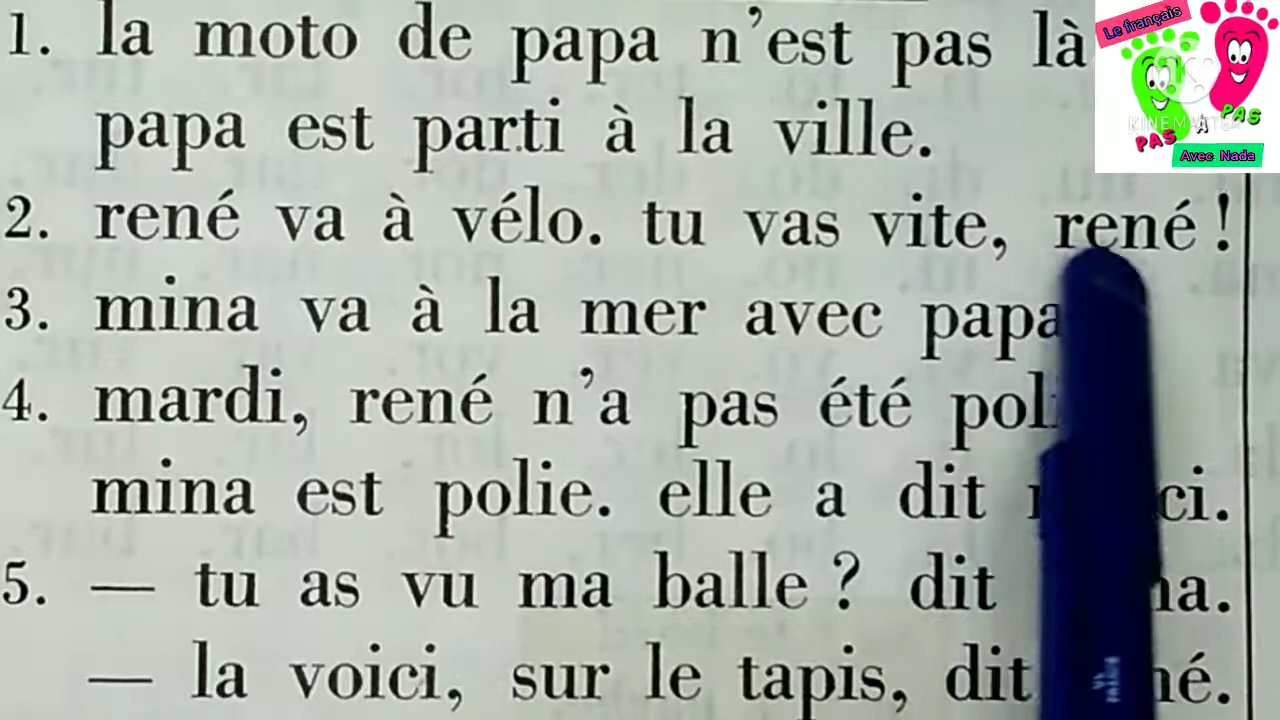 1. la moto de papa n'est pas là
papa est parti à la ville.
2. rené va à vélo. tu vas vite, rené !
3. mina va à la mer avec papa
4. mardi, rené n'a pas été
mina est polie. elle a dit
5. — tu as vu ma balle ? dit
— la voici, sur le tapis, dit
Le français
KINEMASTER
PAS À PAS
Avec Nada